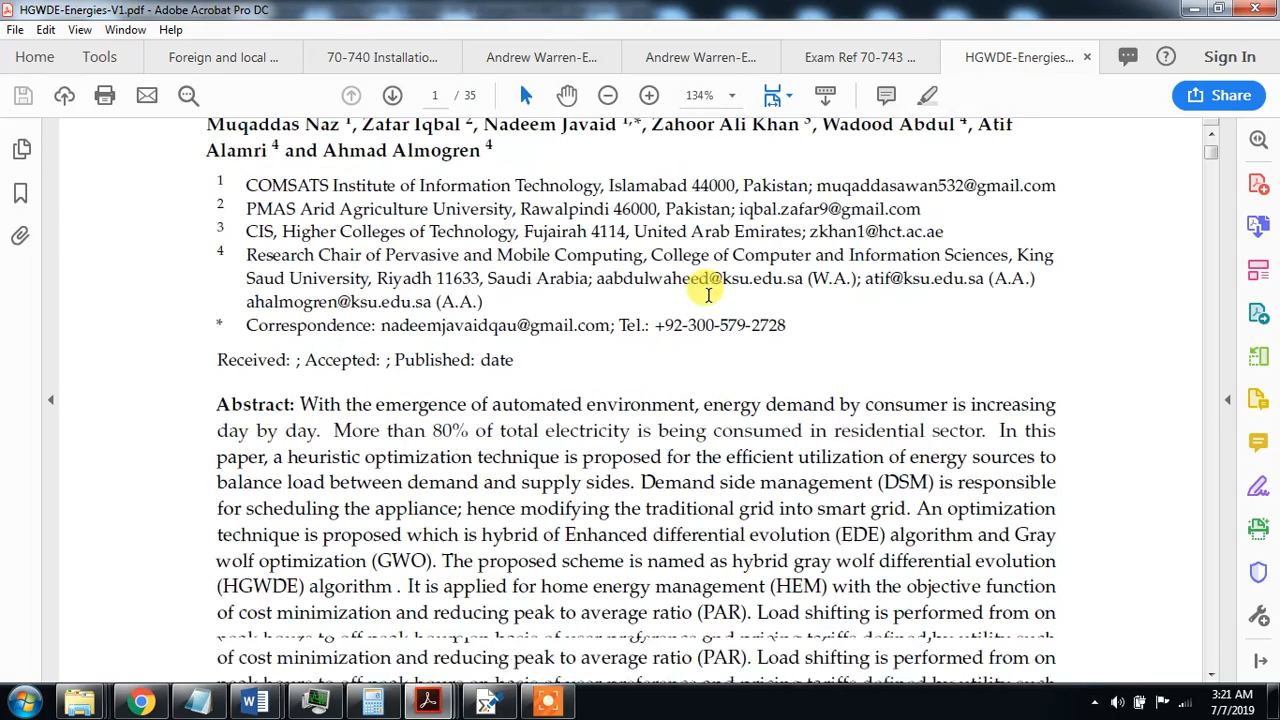 HGWDE-Energies-V1.pdf - Adobe Acrobat Pro DC
File Edit View Window Help
Home Tools Foreign and local ... 70-740 Installatio... Andrew Warren-E... Andrew Warren-E... Exam Ref 70-743 ... HGWDE-Energies...
Sign In
1 / 35 134% Share
Muqaddas Naz 1, Zafar Iqbal 2, Nadeem Javaid 1,*, Zahoor Ali Khan 3, Wadood Abdul 4, Atif
Alamri 4 and Ahmad Almogren 4
1 COMSATS Institute of Information Technology, Islamabad 44000, Pakistan; muqaddasawan532@gmail.com
2 PMAS Arid Agriculture University, Rawalpindi 46000, Pakistan; iqbal.zafar9@gmail.com
3 CIS, Higher Colleges of Technology, Fujairah 4114, United Arab Emirates; zkhan1@hct.ac.ae
4 Research Chair of Pervasive and Mobile Computing, College of Computer and Information Sciences, King
Saud University, Riyadh 11633, Saudi Arabia; aabdulwaheed@ksu.edu.sa (W.A.); atif@ksu.edu.sa (A.A.)
ahalmogren@ksu.edu.sa (A.A.)
* Correspondence: nadeemjavaidqau@gmail.com; Tel.: +92-300-579-2728
Received: ; Accepted: ; Published: date
Abstract: With the emergence of automated environment, energy demand by consumer is increasing
day by day. More than 80% of total electricity is being consumed in residential sector. In this
paper, a heuristic optimization technique is proposed for the efficient utilization of energy sources to
balance load between demand and supply sides. Demand side management (DSM) is responsible
for scheduling the appliance; hence modifying the traditional grid into smart grid. An optimization
technique is proposed which is hybrid of Enhanced differential evolution (EDE) algorithm and Gray
wolf optimization (GWO). The proposed scheme is named as hybrid gray wolf differential evolution
(HGWDE) algorithm . It is applied for home energy management (HEM) with the objective function
of cost minimization and reducing peak to average ratio (PAR). Load shifting is performed from on
of cost minimization and reducing peak to average ratio (PAR). Load shifting is performed from on
3:21 AM
7/7/2019